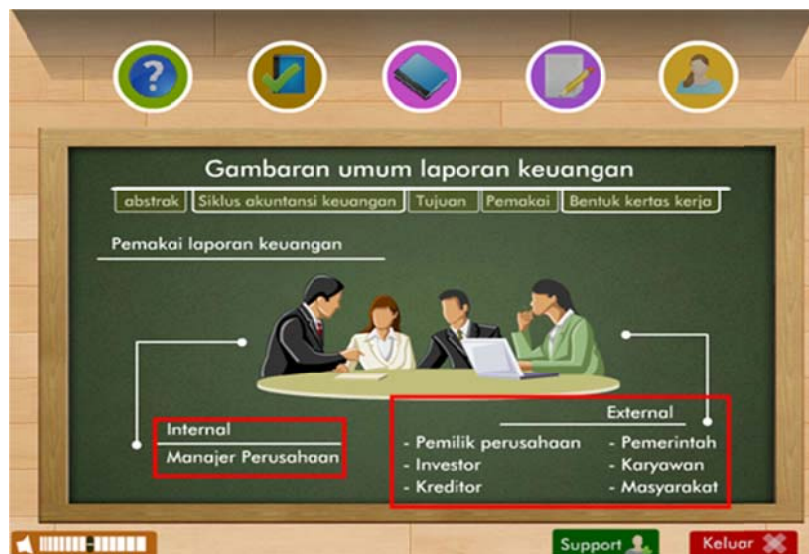 ?
Gambaran umum laporan keuangan
abstrak Siklus akuntansi keuangan Tujuan Pemakai Bentuk kertas kerja
Pemakai laporan keuangan
Internal
Manajer Perusahaan
External
- Pemilik perusahaan - Pemerintah
- Investor - Karyawan
- Kreditor - Masyarakat
Support Keluar